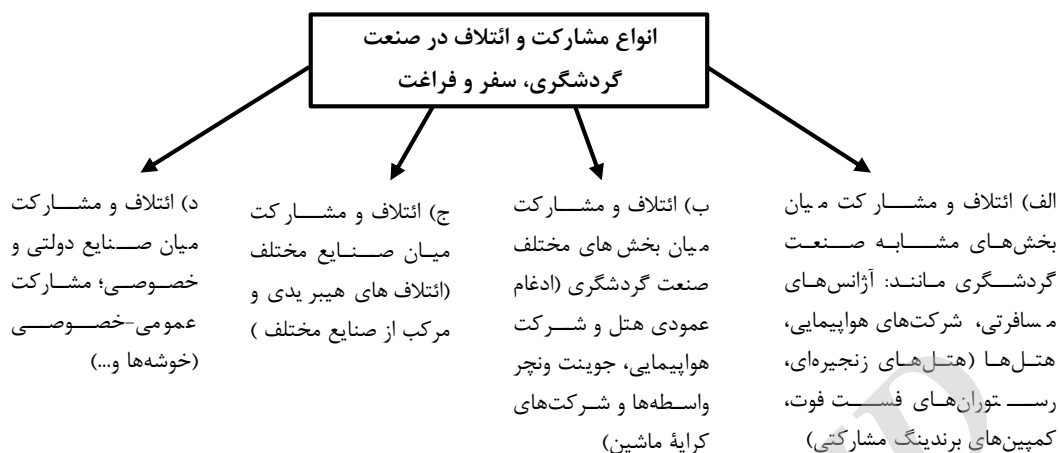 انواع مشارکت و ائتلاف در صنعت
گردشگری، سفر و فراغت
الف) ائتلاف و مشارکت میان
بخش‌های مشابه صنعت
گردشگری مانند: آژانس‌های
مسافرتی، شرکت‌های هواپیمایی،
هتل‌ها (هتل‌های زنجیره‌ای،
رستوران‌های فست فوت،
کمپین‌های برندینگ مشارکتی)
ب) ائتلاف و مشارکت
میان بخش های مختلف
صنعت گردشگری (ادغام
عمودی هتل و شرکت
هواپیمایی، جوینت ونچر
واسطه‌ها و شرکت‌های
کرایۀ ماشین)
ج) ائتلاف و مشارکت
میان صنایع مختلف
(ائتلاف های هیبریدی و
مرکب از صنایع مختلف )
د) ائتلاف و مشارکت
میان صنایع دولتی و
خصوصی؛ مشارکت
عمومی-خصوصی
(خوشه‌ها و...)